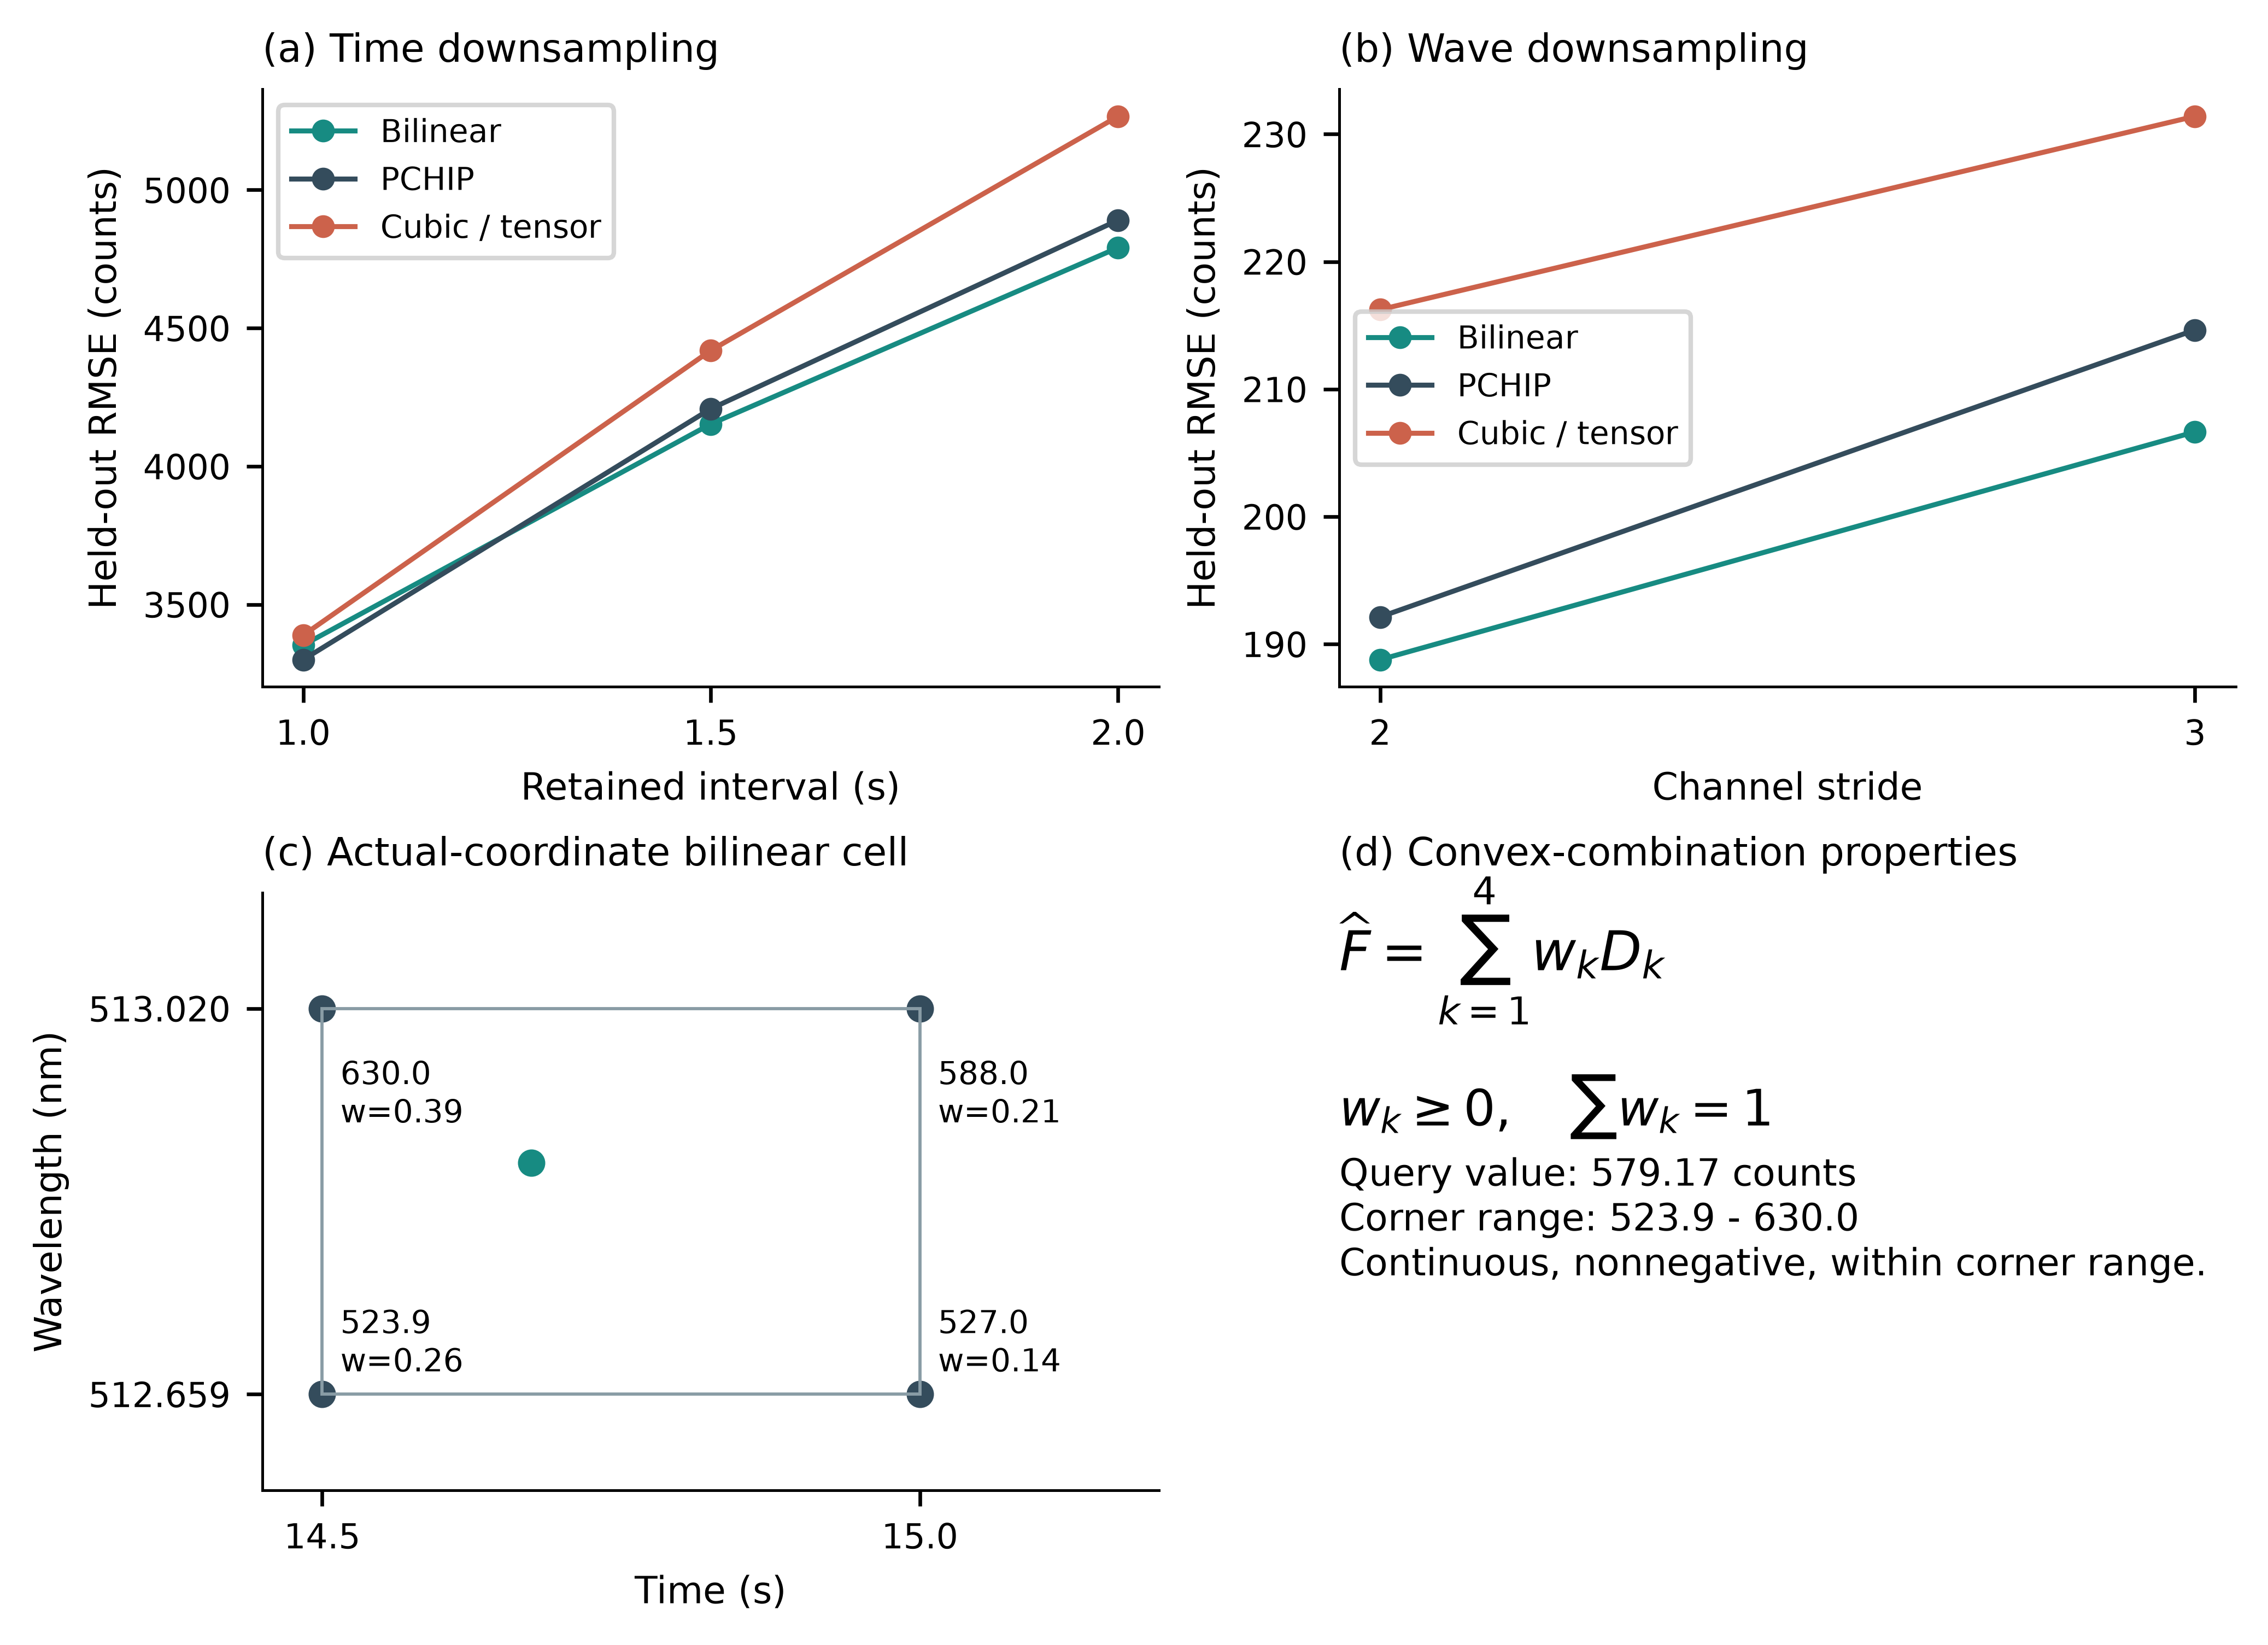 (a) Time downsampling
Held-out RMSE (counts)
5000
4500
4000
3500
Bilinear
PCHIP
Cubic / tensor
1.0
1.5
2.0
Retained interval (s)
(b) Wave downsampling
Held-out RMSE (counts)
230
220
210
200
190
Bilinear
PCHIP
Cubic / tensor
2
3
Channel stride
(c) Actual-coordinate bilinear cell
Wavelength (nm)
513.020
512.659
630.0
w=0.39
588.0
w=0.21
523.9
w=0.26
527.0
w=0.14
14.5
15.0
Time (s)
(d) Convex-combination properties
F̂ = ∑_{k=1}^{4} w_k D_k
w_k ≥ 0, ∑ w_k = 1
Query value: 579.17 counts
Corner range: 523.9 - 630.0
Continuous, nonnegative, within corner range.